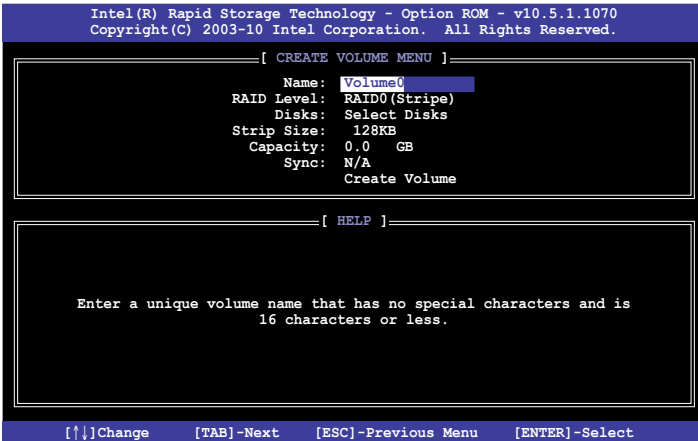 Intel(R) Rapid Storage Technology - Option ROM - v10.5.1.1070
Copyright(C) 2003-10 Intel Corporation. All Rights Reserved.
[ CREATE VOLUME MENU ]
Name: Volume0
RAID Level: RAID0(Stripe)
Disks: Select Disks
Strip Size: 128KB
Capacity: 0.0 GB
Sync: N/A
Create Volume
[ HELP ]
Enter a unique volume name that has no special characters and is
16 characters or less.
[↑↓]Change [TAB]-Next [ESC]-Previous Menu [ENTER]-Select